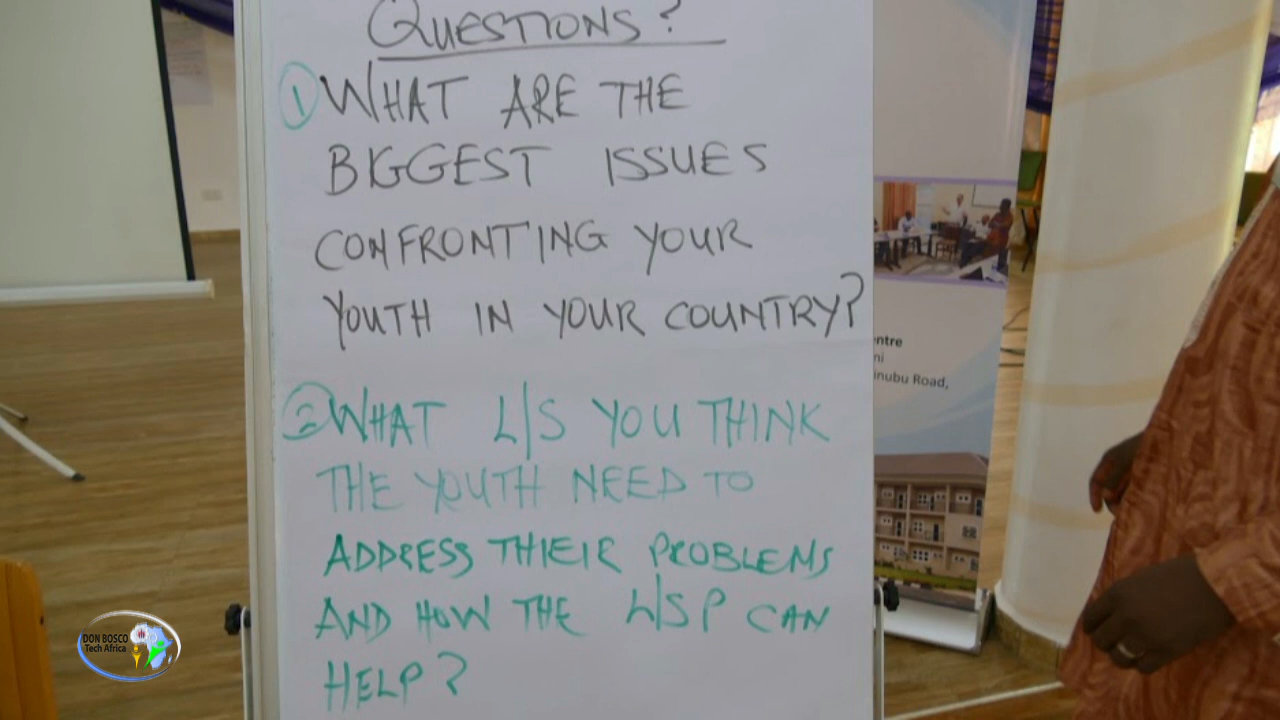 QUESTIONS?
① WHAT ARE THE
BIGGEST ISSUES
CONFRONTING YOUR
YOUTH IN YOUR COUNTRY?
② WHAT L/S YOU THINK
THE YOUTH NEED TO
ADDRESS THIEIR PROBLEMS
AND HOW THE L/S P CAN
HELP?
entre
ni
inubu Road,
DON BOSCO
Tech Africa